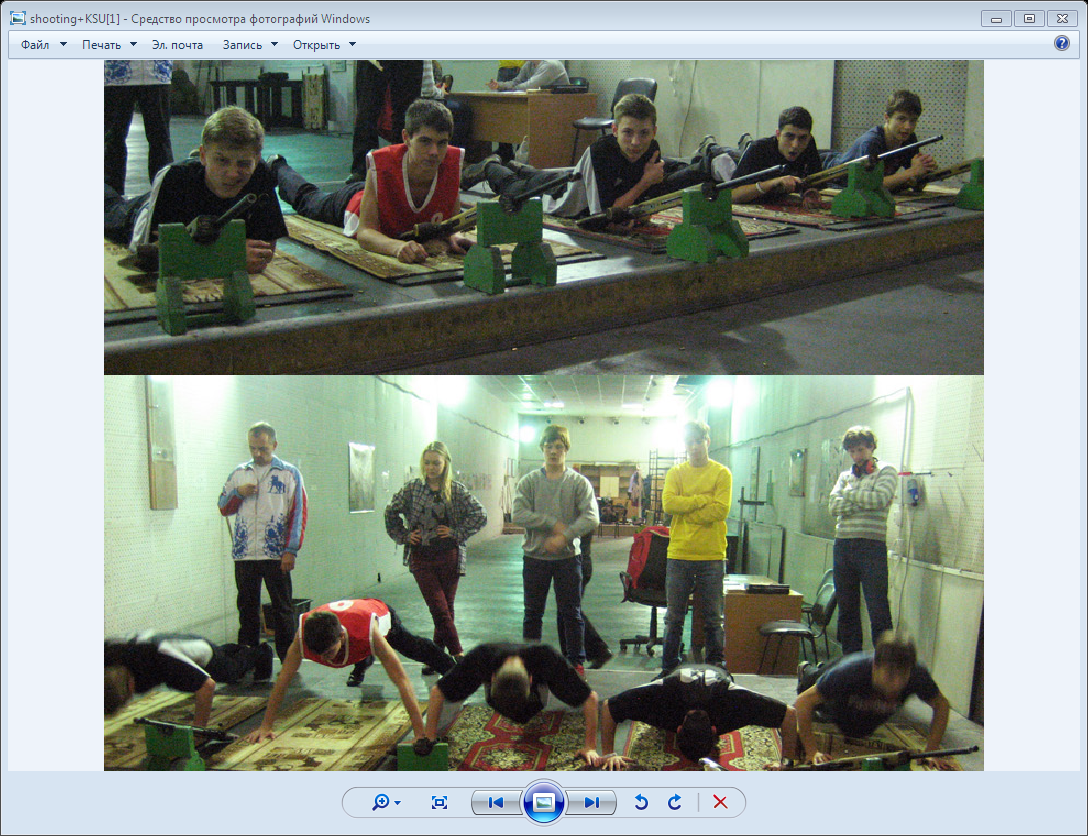 shooting+KSU[1] - Средство просмотра фотографий Windows
Файл Печать Эл. почта Запись Открыть